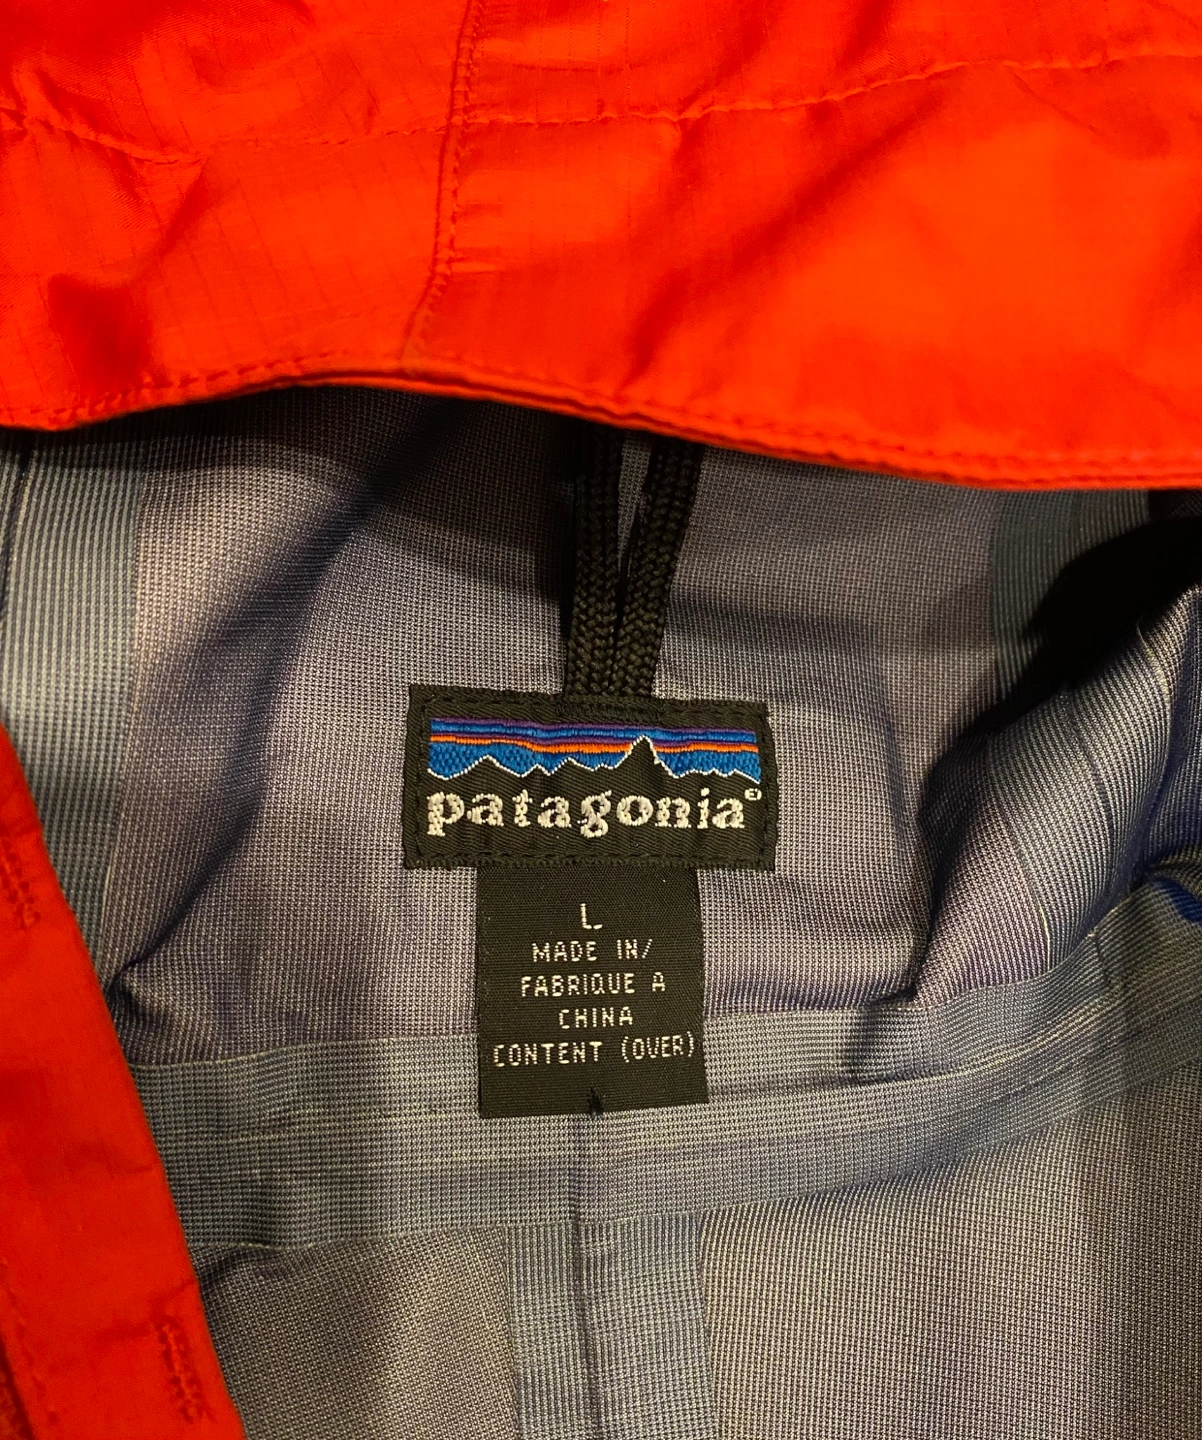 patagonia®
L
MADE IN/
FABRIQUE A
CHINA
CONTENT (OVER)